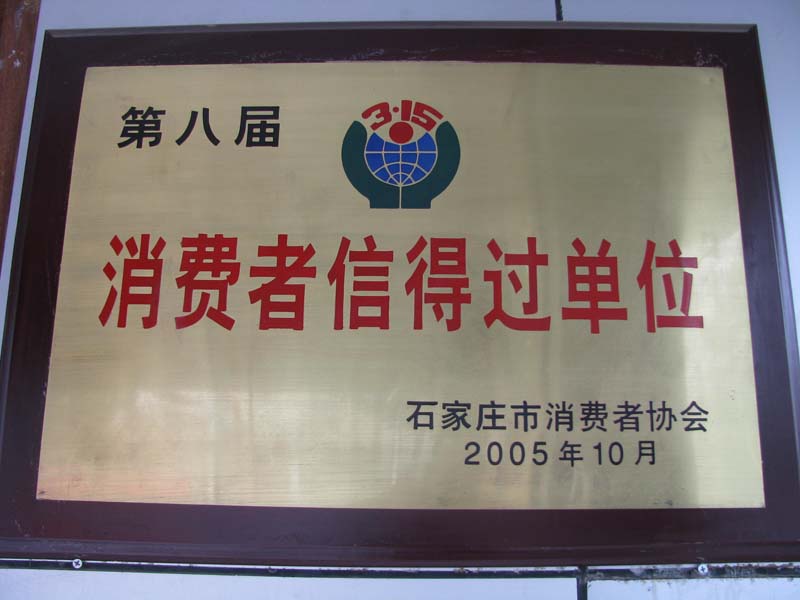 第八届
3·15
消费者信得过单位
石家庄市消费者协会
2005年10月